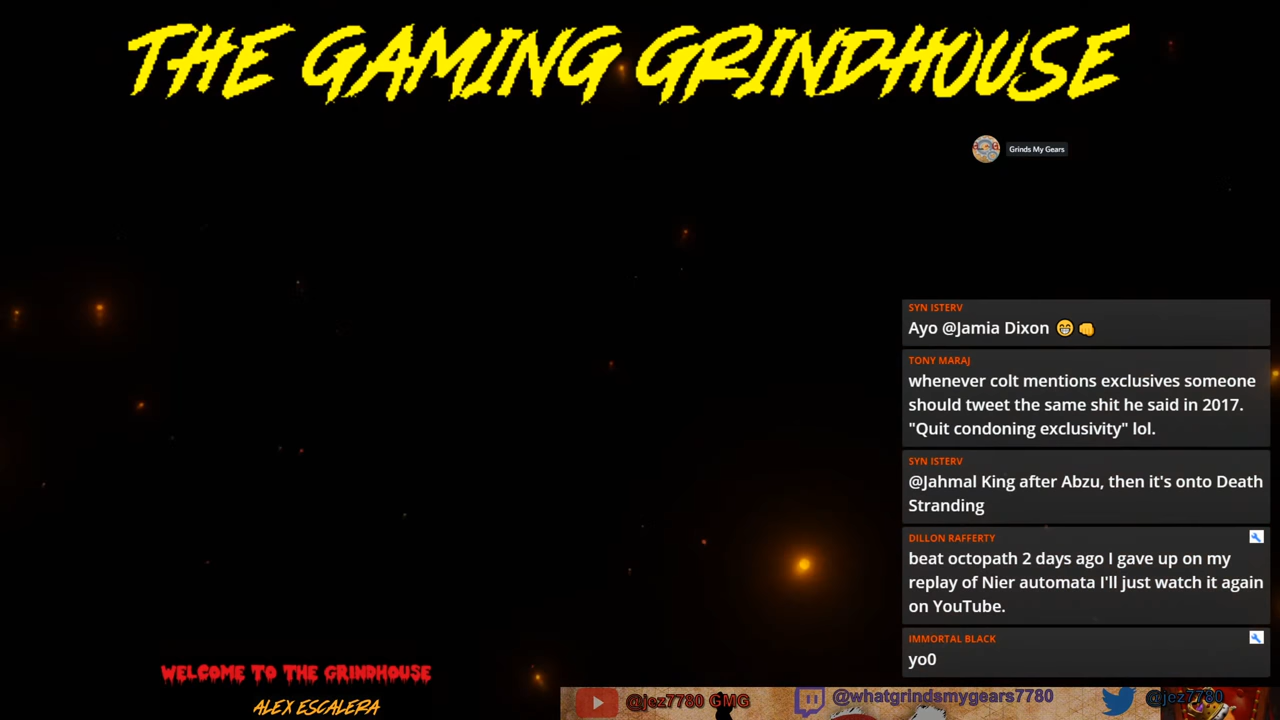 THE GAMING GRINDHOUSE
Grinds My Gears
SYN ISTERV
Ayo @Jamia Dixon 😁👊
TONY MARAJ
whenever colt mentions exclusives someone
should tweet the same shit he said in 2017.
"Quit condoning exclusivity" lol.
SYN ISTERV
@Jahmal King after Abzu, then it's onto Death
Stranding
DILLON RAFFERTY
beat octopath 2 days ago I gave up on my
replay of Nier automata I'll just watch it again
on YouTube.
IMMORTAL BLACK
yo0
WELCOME TO THE GRINDHOUSE
ALEX ESCALERA
@jez7780 GMG
@whatgrindsmygears7780
@jez7780